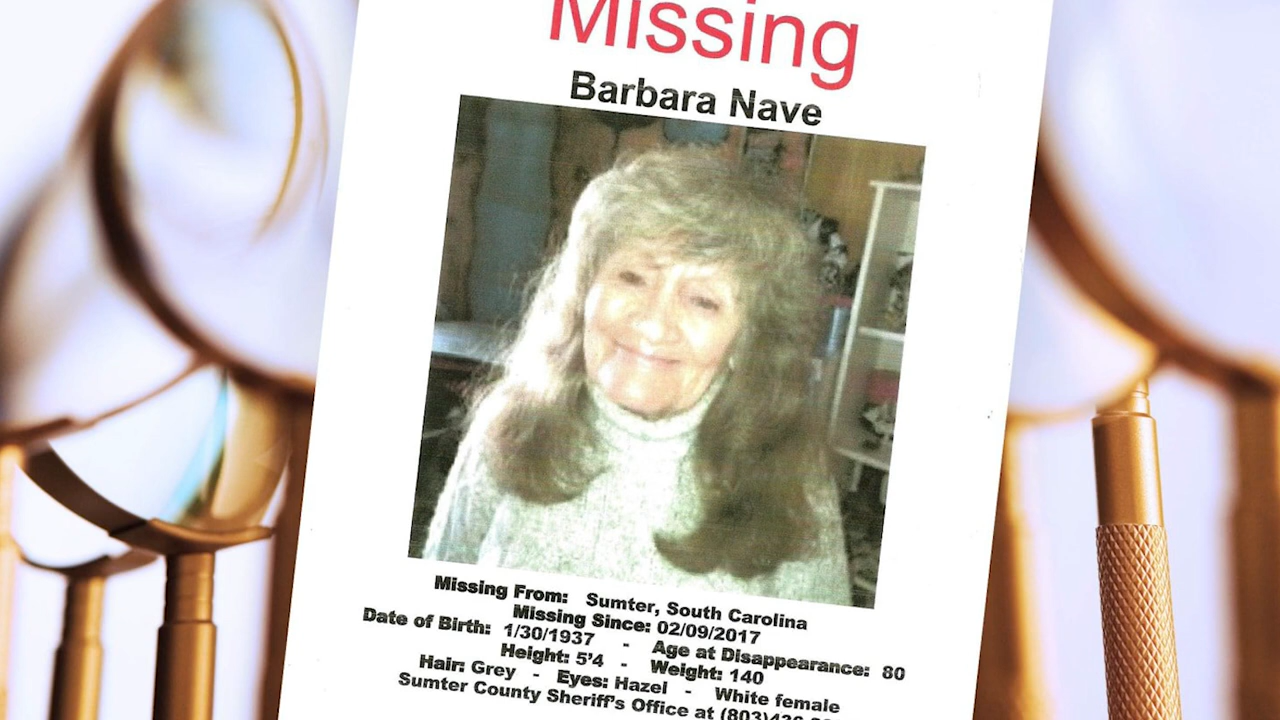 Missing
Barbara Nave
Missing From: Sumter, South Carolina
Missing Since: 02/09/2017
Date of Birth: 1/30/1937 - Age at Disappearance: 80
Height: 5'4 - Weight: 140
Hair: Grey - Eyes: Hazel - White female
Sumter County Sheriff's Office at